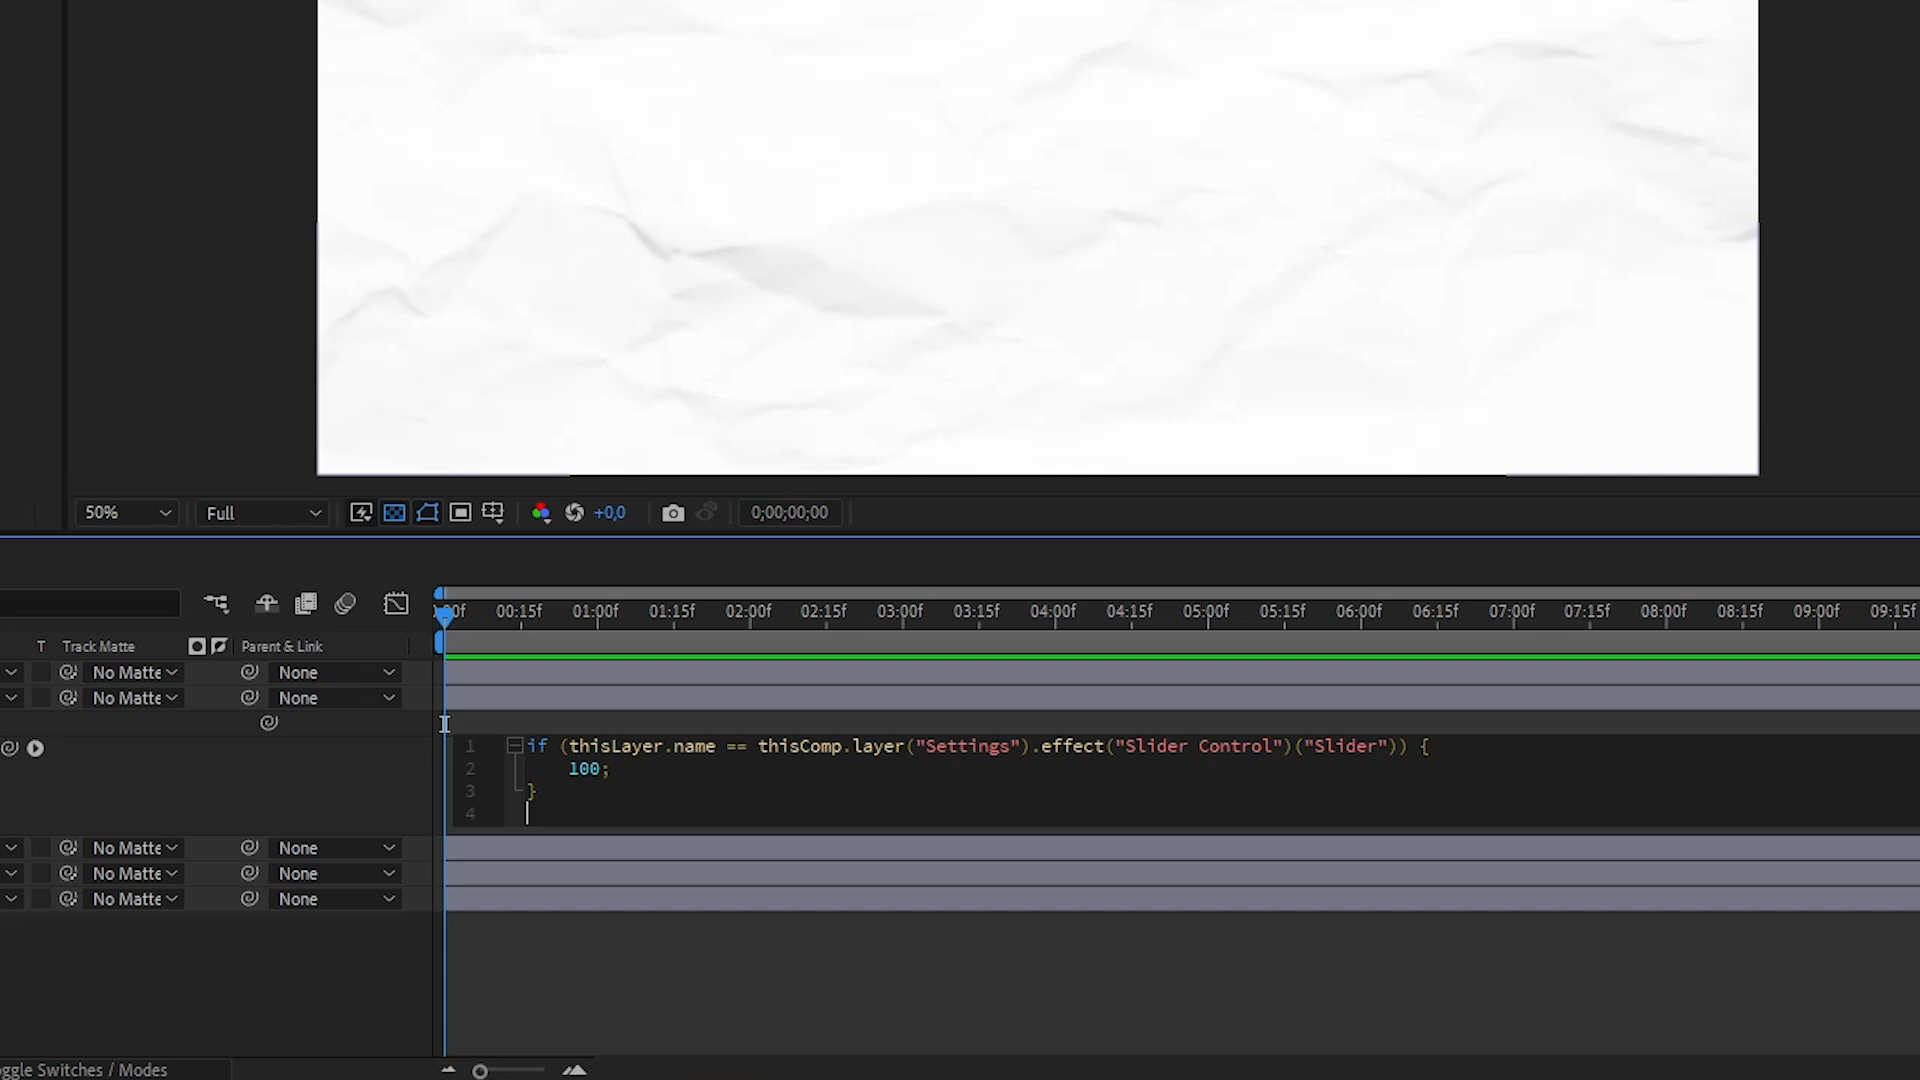 50%
Full
+0,0
0;00;00;00
00f 00:15f 01:00f 01:15f 02:00f 02:15f 03:00f 03:15f 04:00f 04:15f 05:00f 05:15f 06:00f 06:15f 07:00f 07:15f 08:00f 08:15f 09:00f 09:15f
T Track Matte Parent & Link
No Matte None
No Matte None
1 if (thisLayer.name == thisComp.layer("Settings").effect("Slider Control")("Slider")) {
2 100;
3 }
4
No Matte None
No Matte None
No Matte None
ggle Switches / Modes